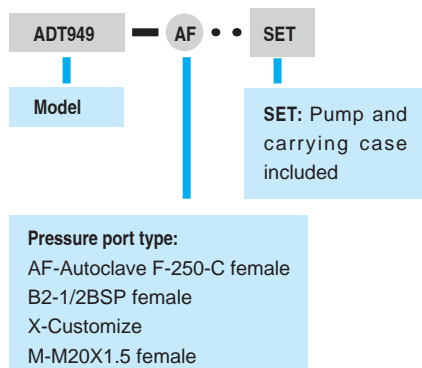 ADT949 — AF • • SET
Model
SET: Pump and
carrying case
included
Pressure port type:
AF-Autoclave F-250-C female
B2-1/2BSP female
X-Customize
M-M20X1.5 female